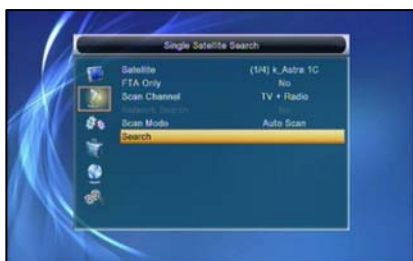 Single Satellite Search
Satellite (1/4) k_Astra 1C
FTA Only No
Scan Channel TV + Radio
Network Search No
Scan Mode Auto Scan
Search